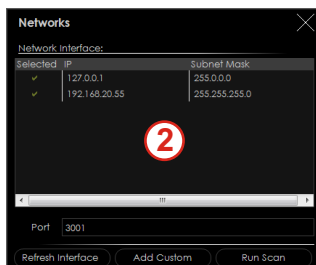 Networks
Network Interface:
Selected IP Subnet Mask
127.0.0.1 255.0.0.0
192.168.20.55 255.255.255.0
2
Port 3001
Refresh Interface Add Custom Run Scan